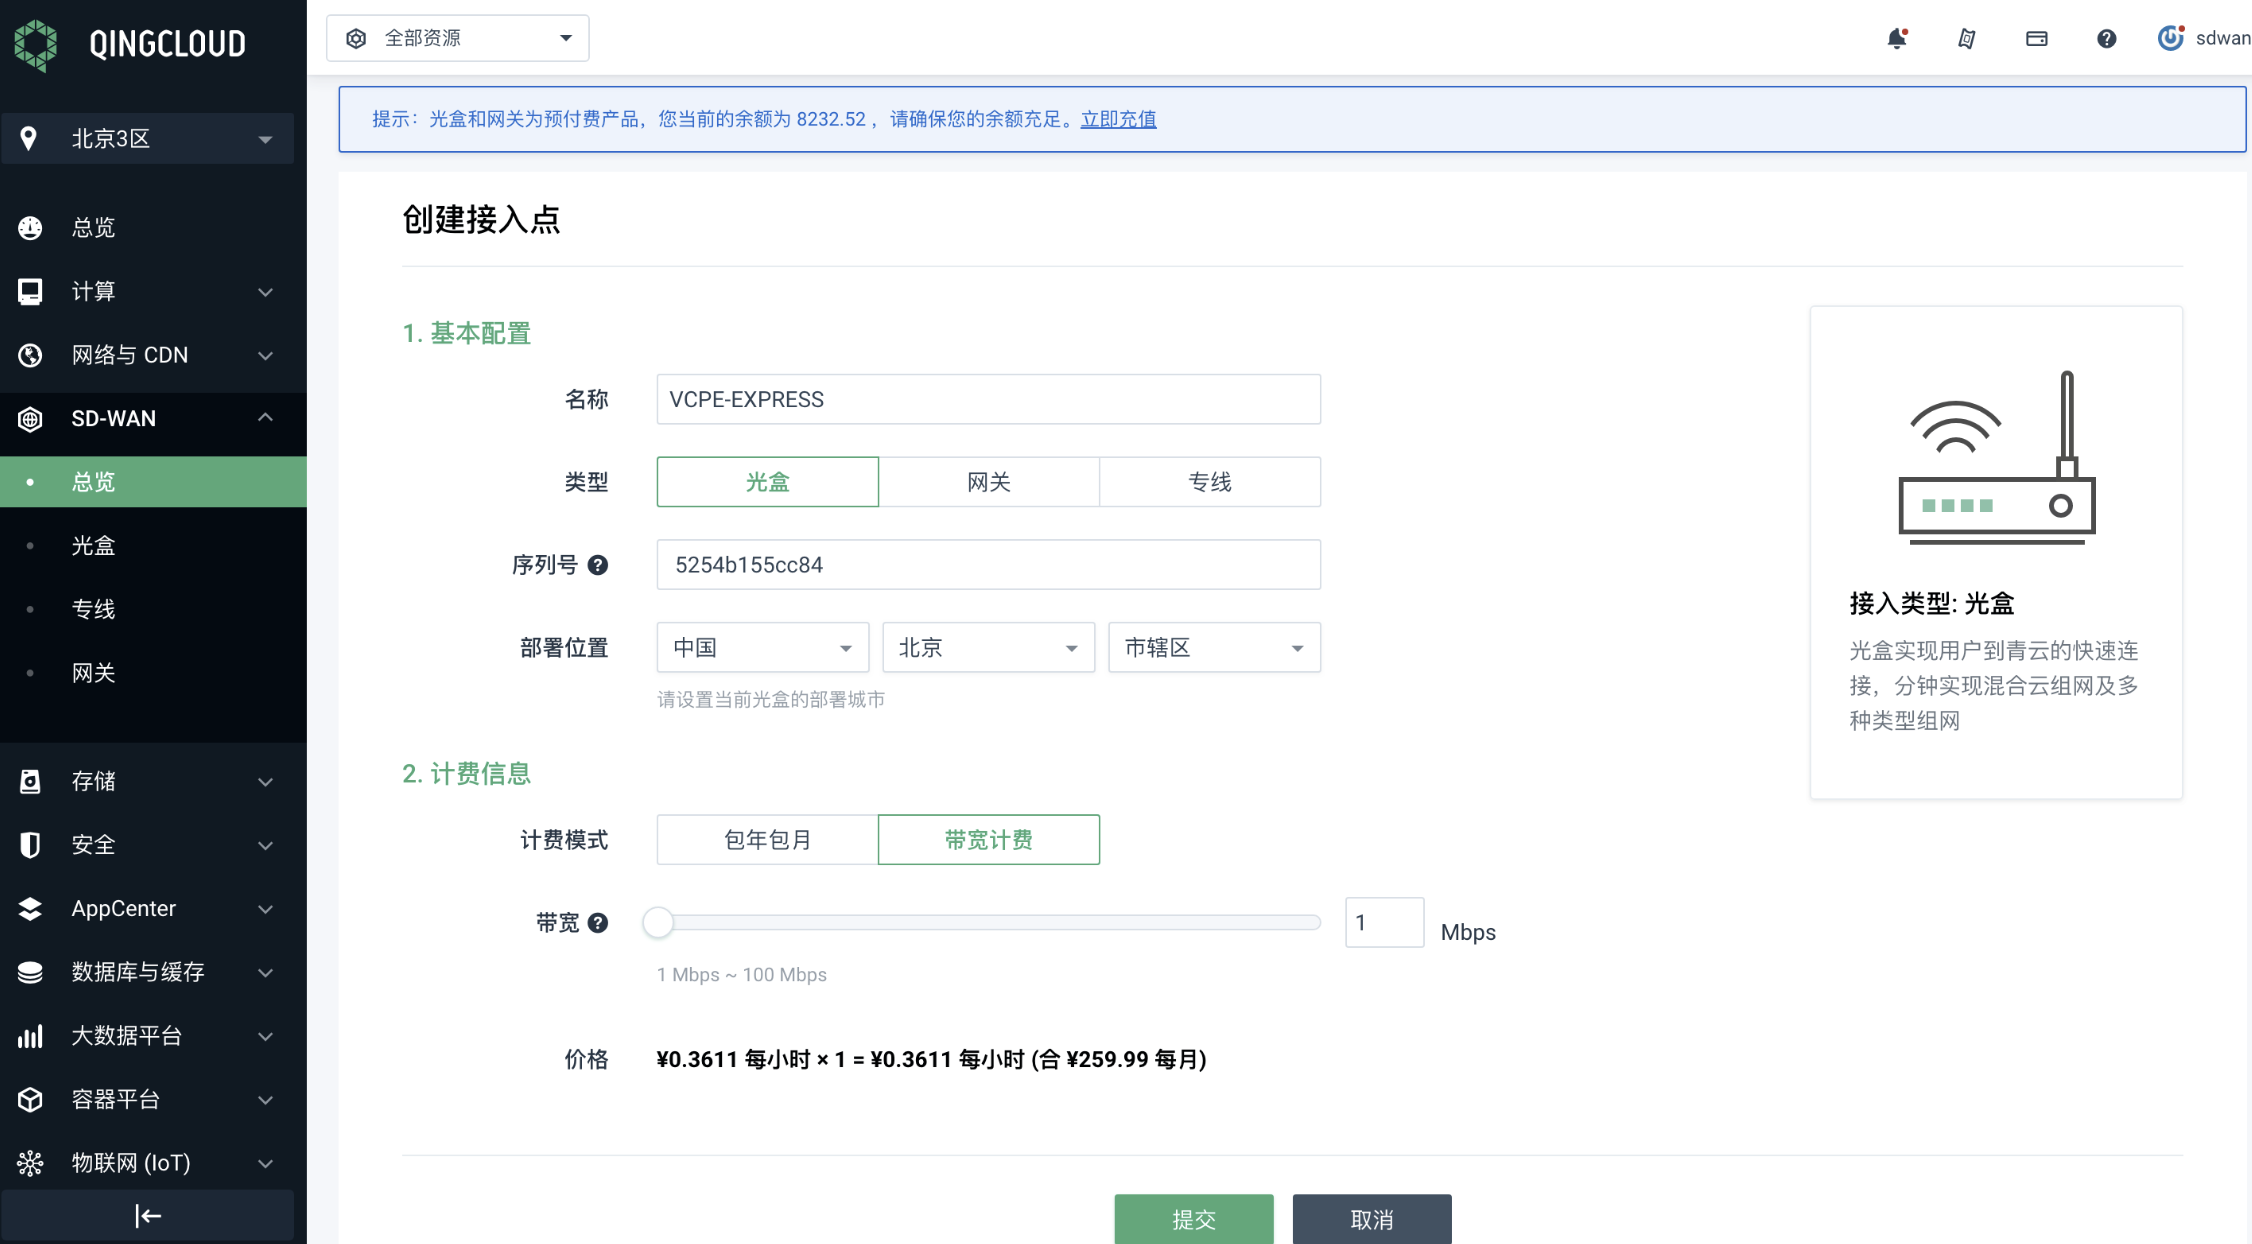 QINGCLOUD
全部资源
sdwan
北京3区
提示：光盒和网关为预付费产品，您当前的余额为 8232.52 ，请确保您的余额充足。立即充值
总览
计算
网络与 CDN
SD-WAN
总览
光盒
专线
网关
存储
安全
AppCenter
数据库与缓存
大数据平台
容器平台
物联网 (IoT)
创建接入点
1. 基本配置
名称 VCPE-EXPRESS
类型 光盒 网关 专线
序列号 5254b155cc84
部署位置 中国 北京 市辖区
请设置当前光盒的部署城市
2. 计费信息
计费模式 包年包月 带宽计费
带宽 1 Mbps
1 Mbps ~ 100 Mbps
价格 ¥0.3611 每小时 × 1 = ¥0.3611 每小时 (合 ¥259.99 每月)
接入类型: 光盒
光盒实现用户到青云的快速连
接，分钟实现混合云组网及多
种类型组网
提交 取消